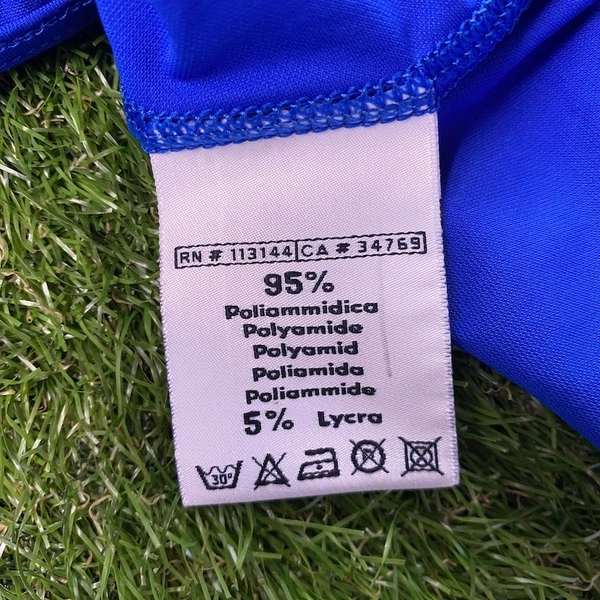 RN # 113144 CA # 34769
95%
Poliammidica
Polyamide
Polyamid
Poliamida
Poliammide
5% Lycra
30°